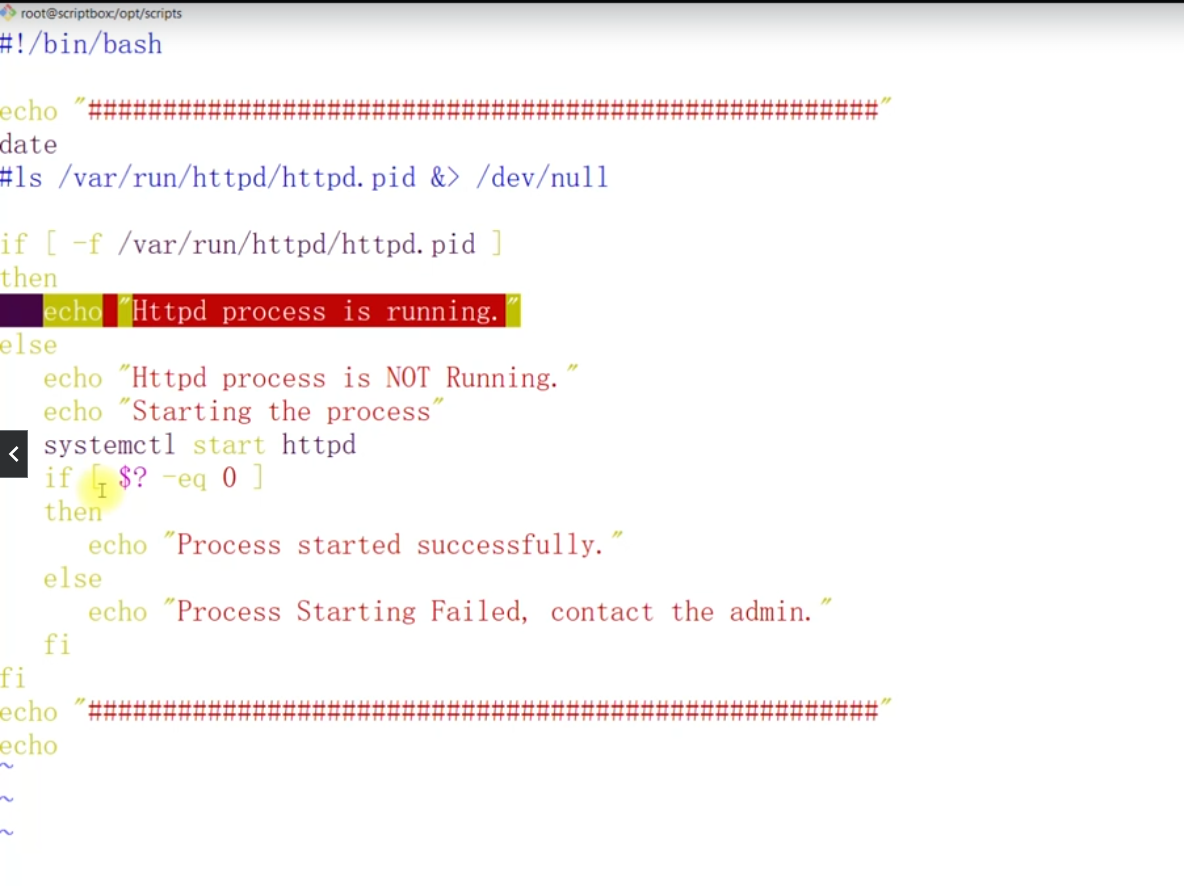 root@scriptbox:/opt/scripts
#!/bin/bash
echo "#####################################################"
date
#ls /var/run/httpd/httpd.pid &> /dev/null
if [ -f /var/run/httpd/httpd.pid ]
then
echo "Httpd process is running."
else
echo "Httpd process is NOT Running."
echo "Starting the process"
systemctl start httpd
if [ $? -eq 0 ]
then
echo "Process started successfully."
else
echo "Process Starting Failed, contact the admin."
fi
fi
echo "#####################################################"
echo
~
~
~